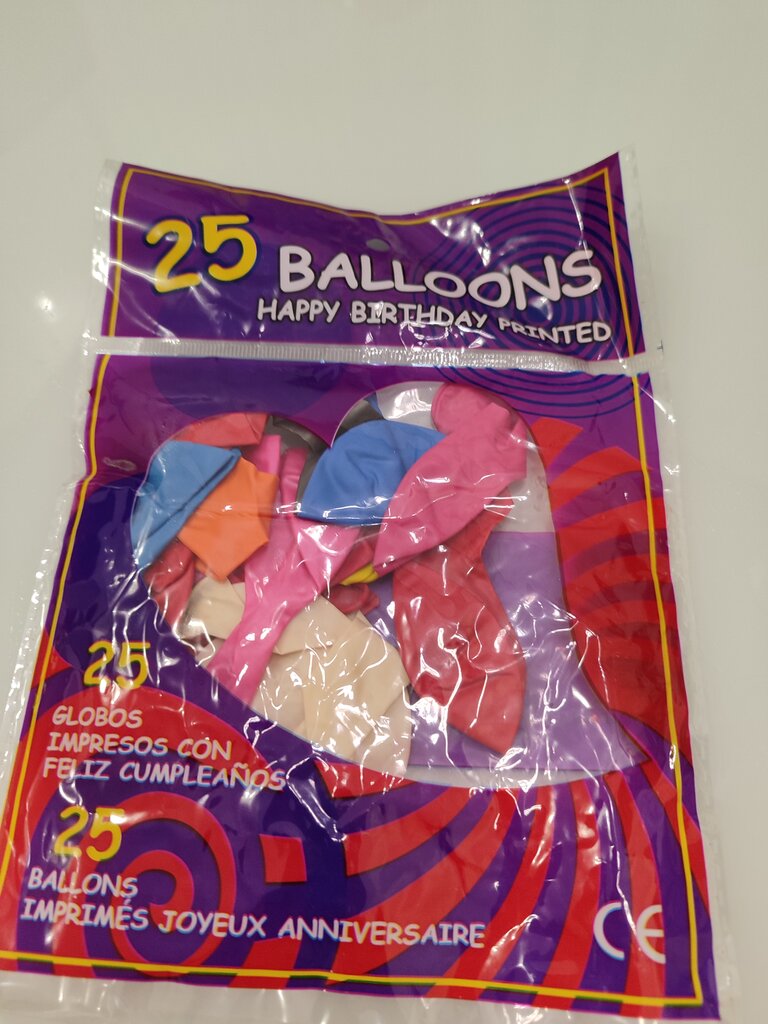 25 BALLOONS
HAPPY BIRTHDAY PRINTED
25
GLOBOS
IMPRESOS CON
FELIZ CUMPLEAÑOS
25
BALLONS
IMPRIMÉS JOYEUX ANNIVERSAIRE
CE